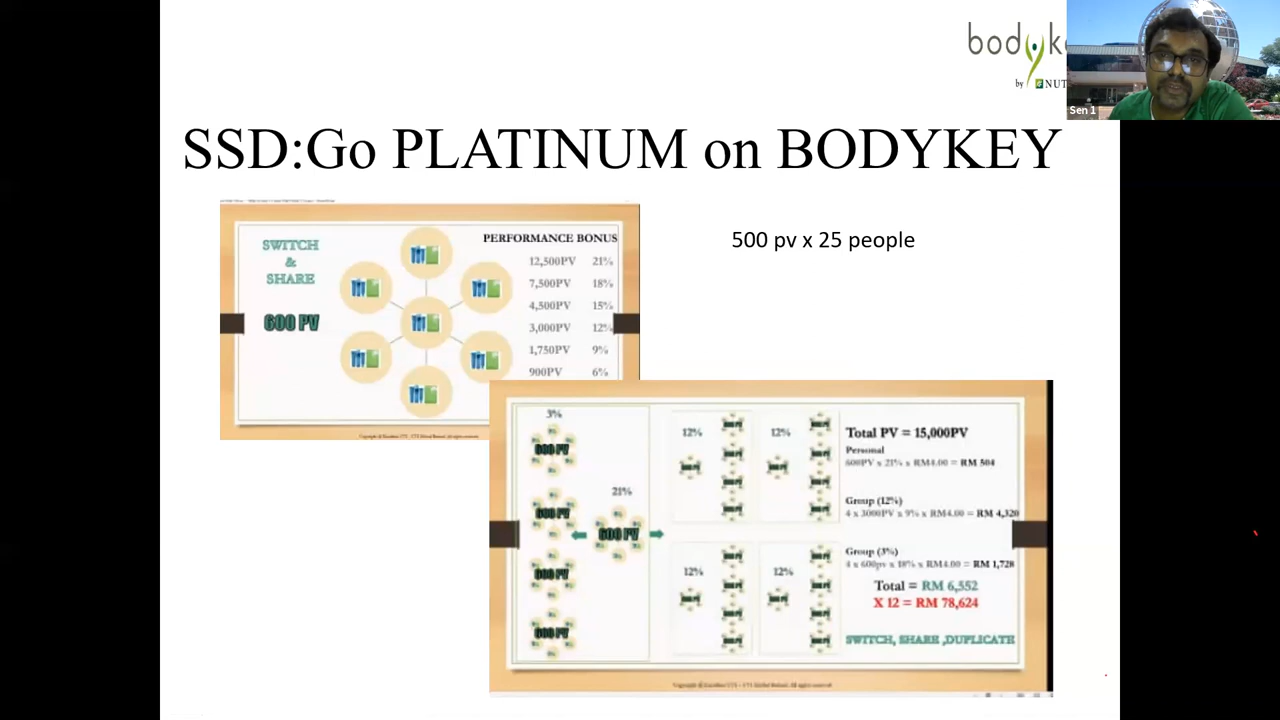 bodyke
by NUT
Sen 1
SSD:Go PLATINUM on BODYKEY
500 pv x 25 people
SWITCH
&
SHARE
600 PV
PERFORMANCE BONUS
12,500PV 21%
7,500PV 18%
4,500PV 15%
3,000PV 12%
1,750PV 9%
900PV 6%
3%
600 PV
600 PV
600 PV
600 PV
21%
600 PV
12%
12%
12%
12%
Total PV = 15,000PV
Personal
600PV x 21% x RM4.00 = RM 504
Group (12%)
4 x 3000PV x 9% x RM4.00 = RM 4,320
Group (3%)
4 x 600pv x 18% x RM4.00 = RM 1,728
Total = RM 6,552
X 12 = RM 78,624
SWITCH, SHARE ,DUPLICATE